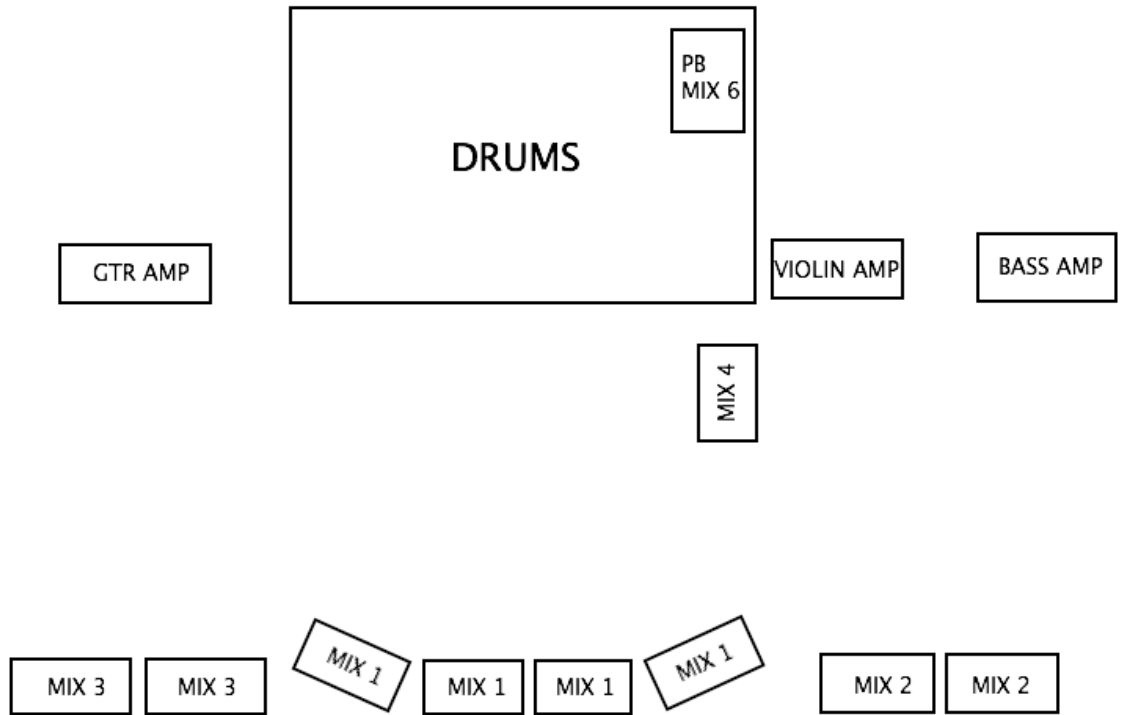 PB
MIX 6
DRUMS
GTR AMP
VIOLIN AMP
BASS AMP
MIX 4
MIX 3
MIX 3
MIX 1
MIX 1
MIX 1
MIX 1
MIX 2
MIX 2